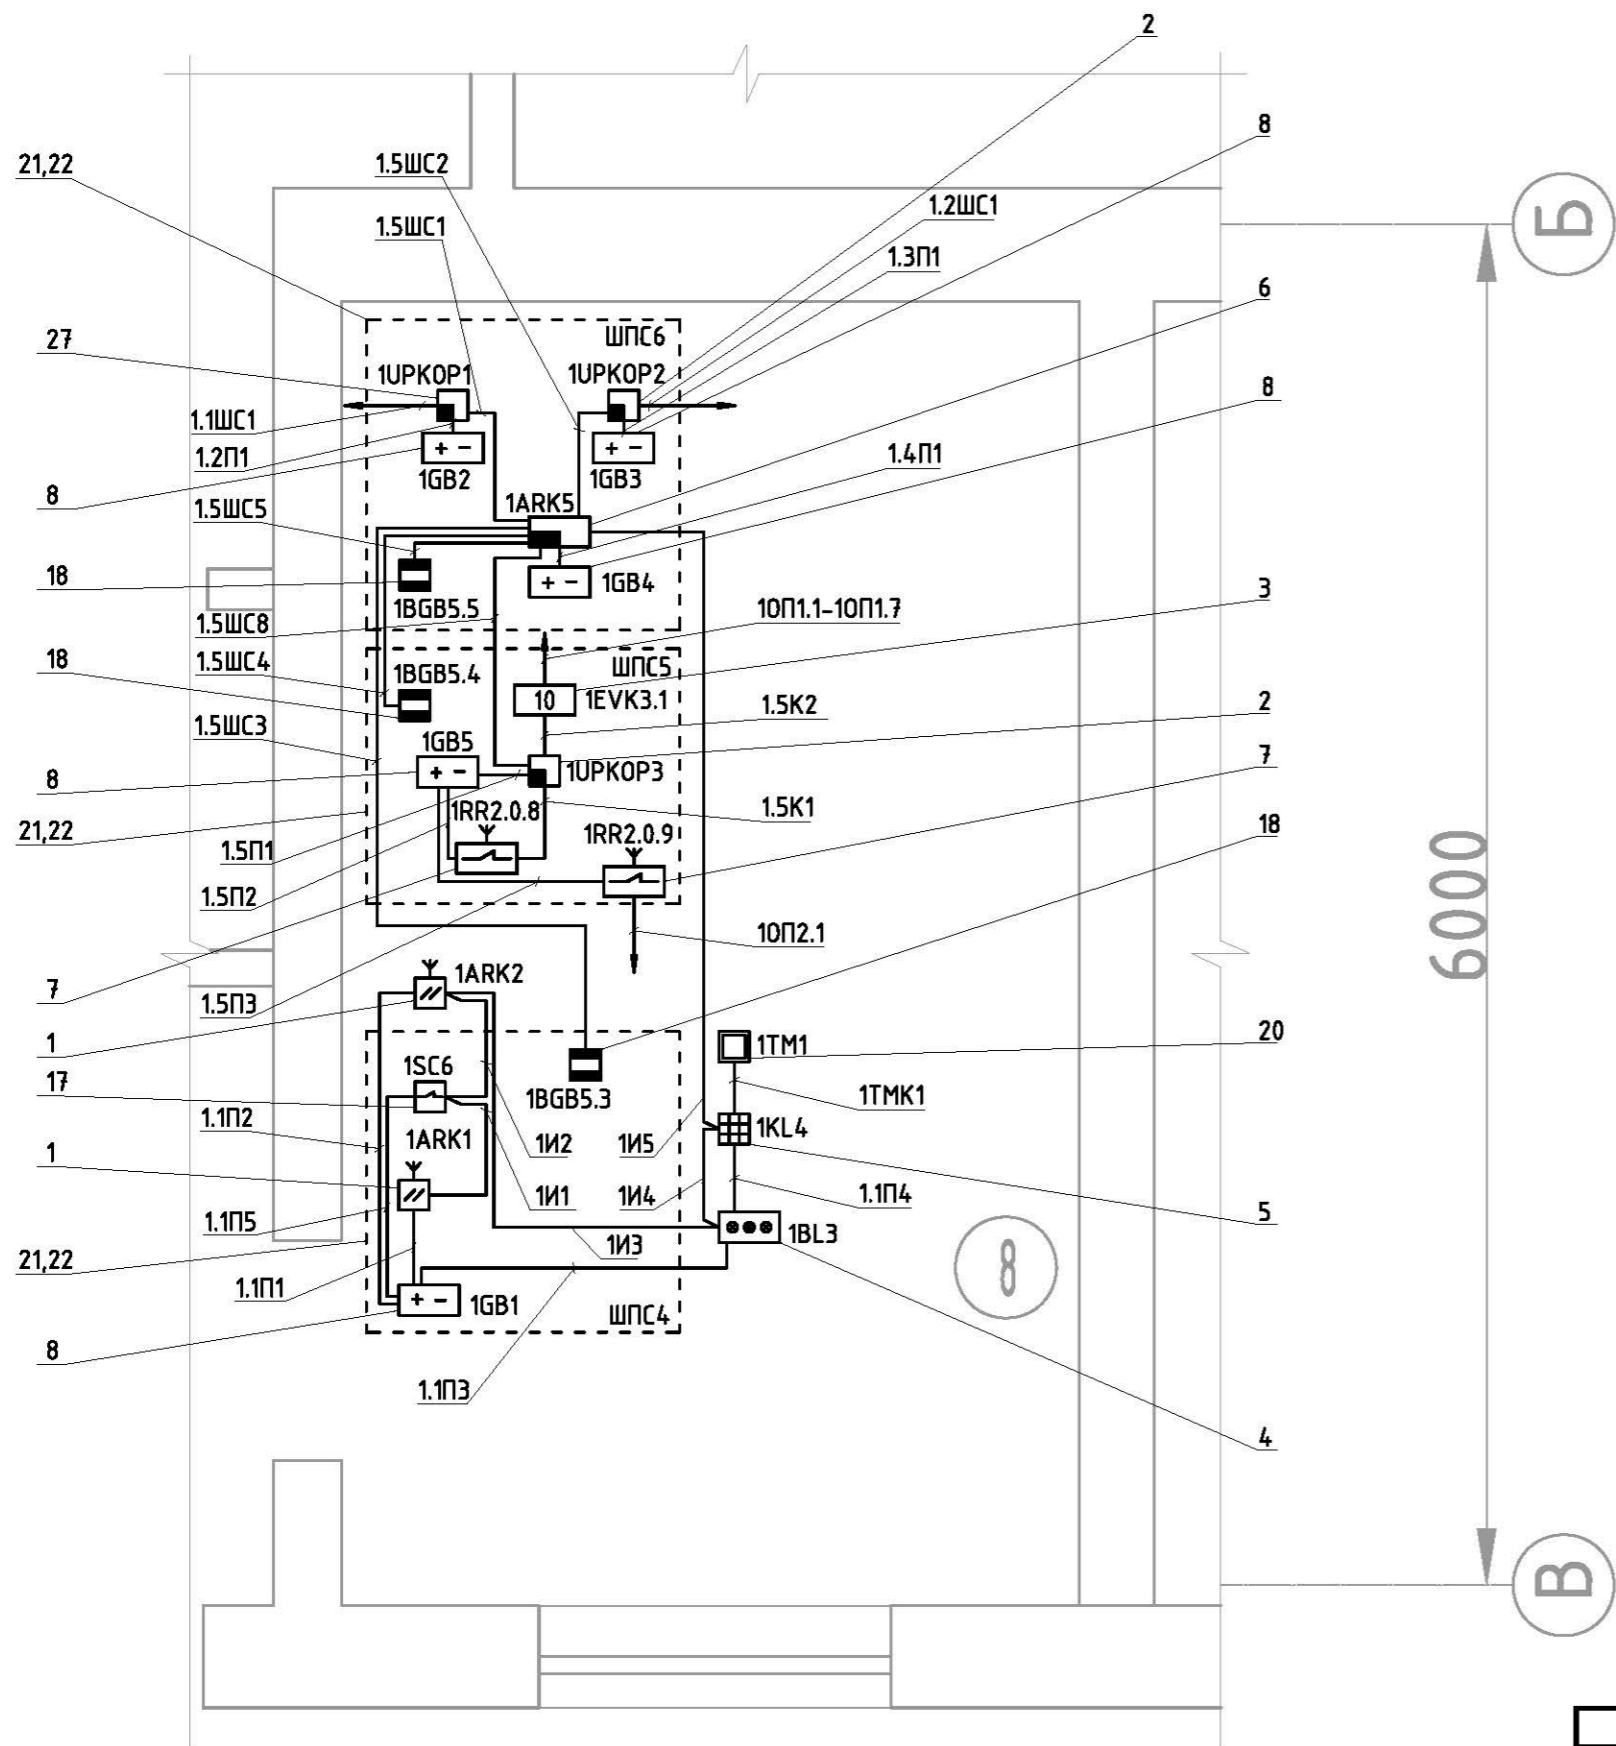 2
8
21,22
1.5ШС2
1.5ШС1
1.2ШС1
1.3П1
Б
6
ШПС6
27
1UPKOP1
1UPKOP2
8
1.1ШС1
+ -
+ -
1.2П1
1GB2
1GB3
1.4П1
8
1ARK5
1.5ШС5
18
+ -
1GB4
3
1BGB5.5
10П1.1-10П1.7
1.5ШС8
1.5ШС4
18
1BGB5.4
ШПС5
10
1EVK3.1
1.5К2
2
1.5ШС3
1GB5
+ -
1UPKOP3
7
8
1RR2.0.8
1.5К1
21,22
1RR2.0.9
18
1.5П1
6000
1.5П2
10П2.1
7
1ARK2
1.5П3
1
1SC6
1TM1
20
17
1BGB5.3
1ТМК1
1.1П2
1ARK1
1И2
1И5
1KL4
1
1И1
1И4
1.1П4
5
1.1П5
1И3
1BL3
21,22
8
1.1П1
+ -
1GB1
ШПС4
8
1.1П3
4
В